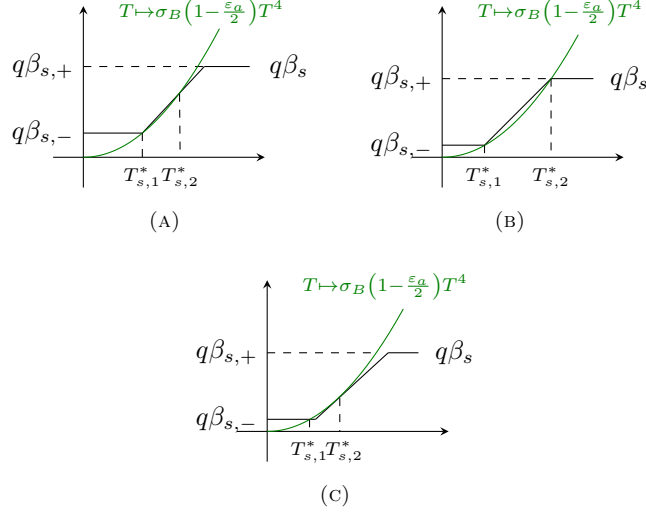 T ↦ σ_B(1−ε_a/2)T^4 T ↦ σ_B(1−ε_a/2)T^4
qβ_{s,+} qβ_s qβ_{s,+} qβ_s
qβ_{s,−} qβ_{s,−}
T^*_{s,1} T^*_{s,2} T^*_{s,1} T^*_{s,2}
(A) (B)
T ↦ σ_B(1−ε_a/2)T^4
qβ_{s,+} qβ_s
qβ_{s,−}
T^*_{s,1} T^*_{s,2}
(C)